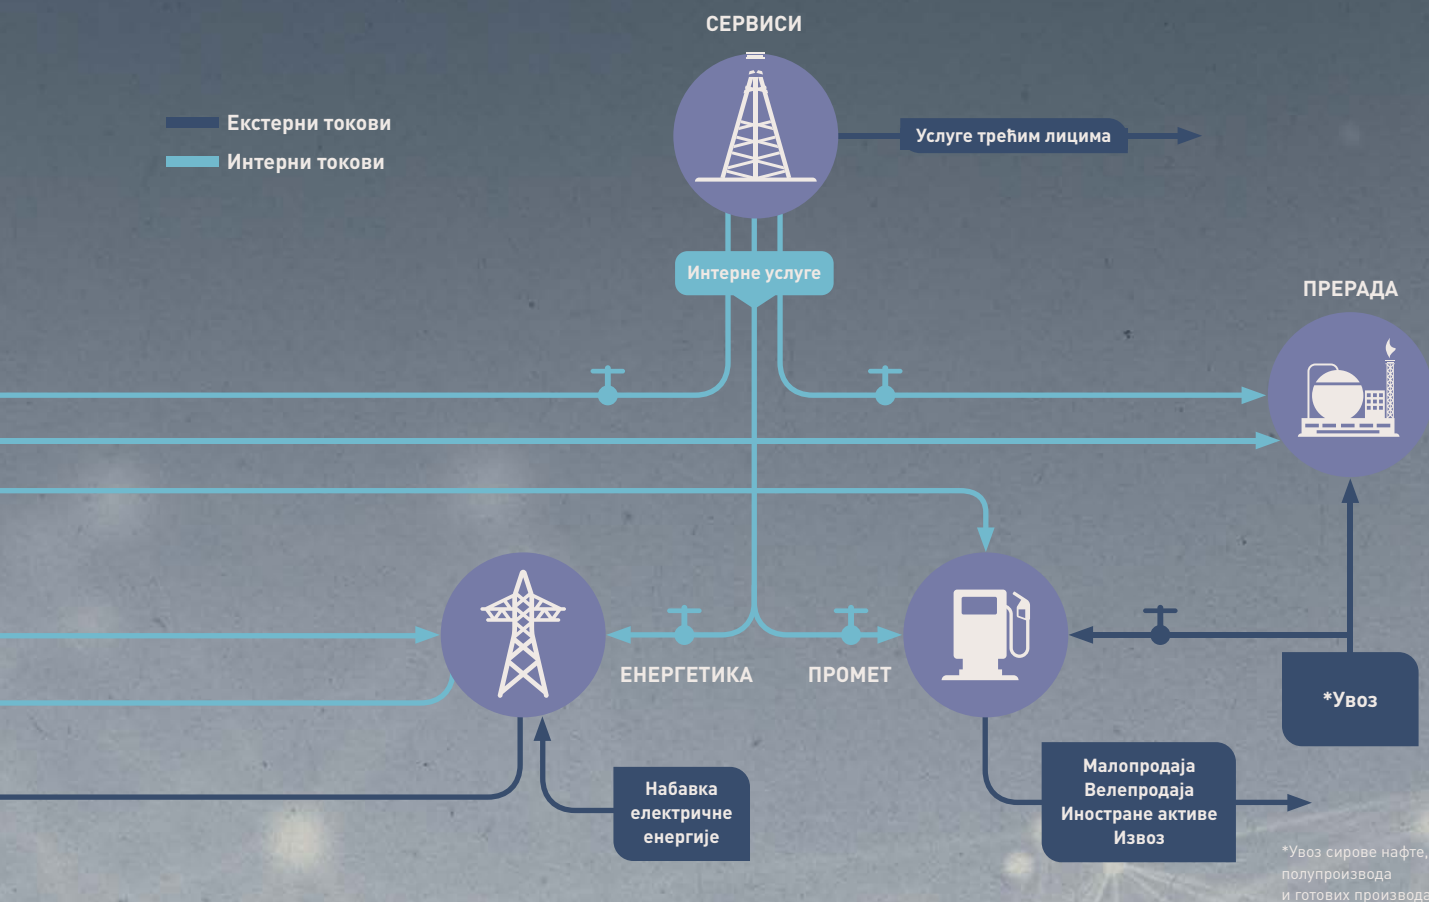 СЕРВИСИ
Екстерни токови
Интерни токови
Услуге трећим лицима
Интерне услуге
ПРЕРАДА
ЕНЕРГЕТИКА
ПРОМЕТ
*Увоз
Набавка
електричне
енергије
Малопродаја
Велепродаја
Иностране активе
Извоз
*Увоз сирове нафте,
полупроизвода
и готових производа